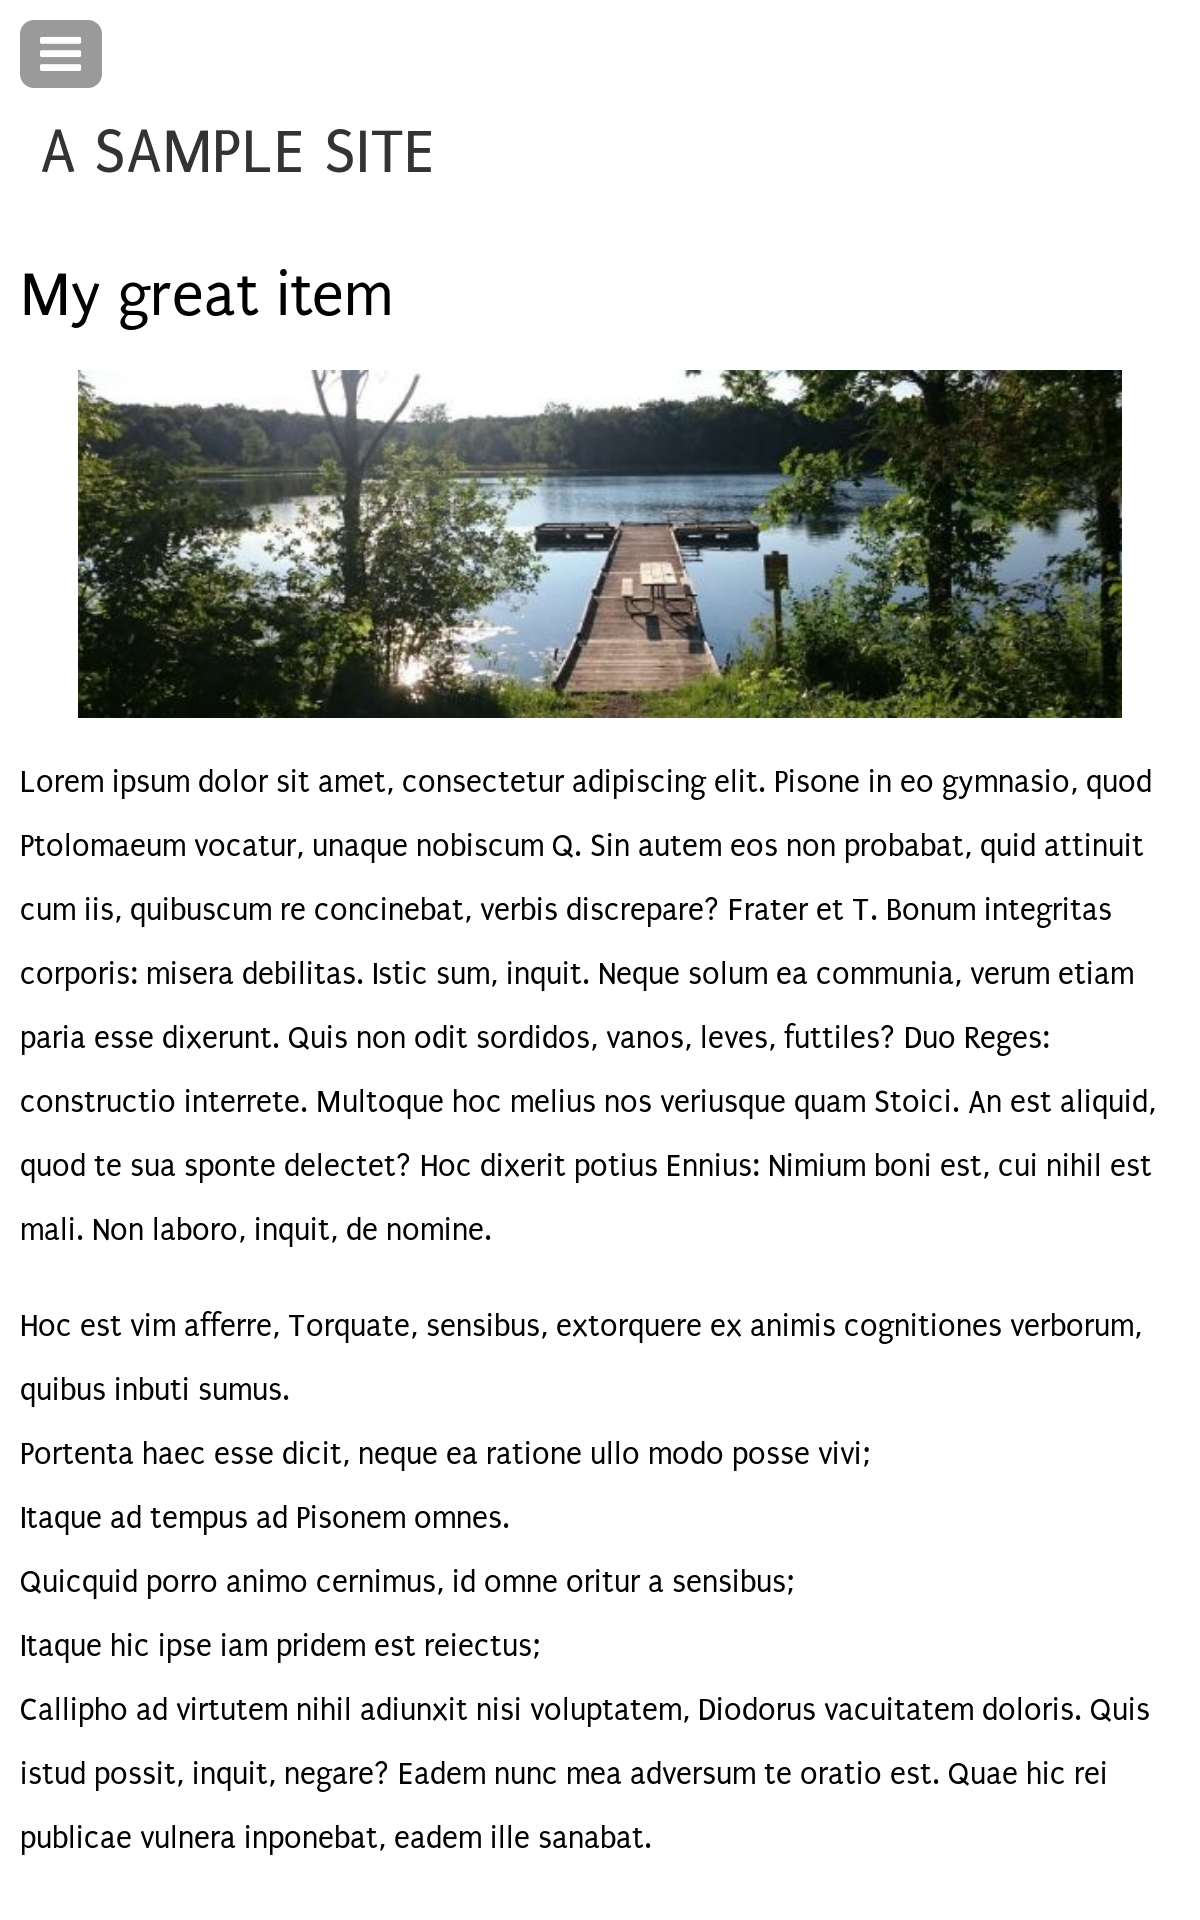 A SAMPLE SITE
My great item
Lorem ipsum dolor sit amet, consectetur adipiscing elit. Pisone in eo gymnasio, quod
Ptolomaeum vocatur, unaque nobiscum Q. Sin autem eos non probabat, quid attinuit
cum iis, quibuscum re concinebat, verbis discrepare? Frater et T. Bonum integritas
corporis: misera debilitas. Istic sum, inquit. Neque solum ea communia, verum etiam
paria esse dixerunt. Quis non odit sordidos, vanos, leves, futtiles? Duo Reges:
constructio interrete. Multoque hoc melius nos veriusque quam Stoici. An est aliquid,
quod te sua sponte delectet? Hoc dixerit potius Ennius: Nimium boni est, cui nihil est
mali. Non laboro, inquit, de nomine.
Hoc est vim afferre, Torquate, sensibus, extorquere ex animis cognitiones verborum,
quibus inbuti sumus.
Portenta haec esse dicit, neque ea ratione ullo modo posse vivi;
Itaque ad tempus ad Pisonem omnes.
Quicquid porro animo cernimus, id omne oritur a sensibus;
Itaque hic ipse iam pridem est reiectus;
Callipho ad virtutem nihil adiunxit nisi voluptatem, Diodorus vacuitatem doloris. Quis
istud possit, inquit, negare? Eadem nunc mea adversum te oratio est. Quae hic rei
publicae vulnera inponebat, eadem ille sanabat.